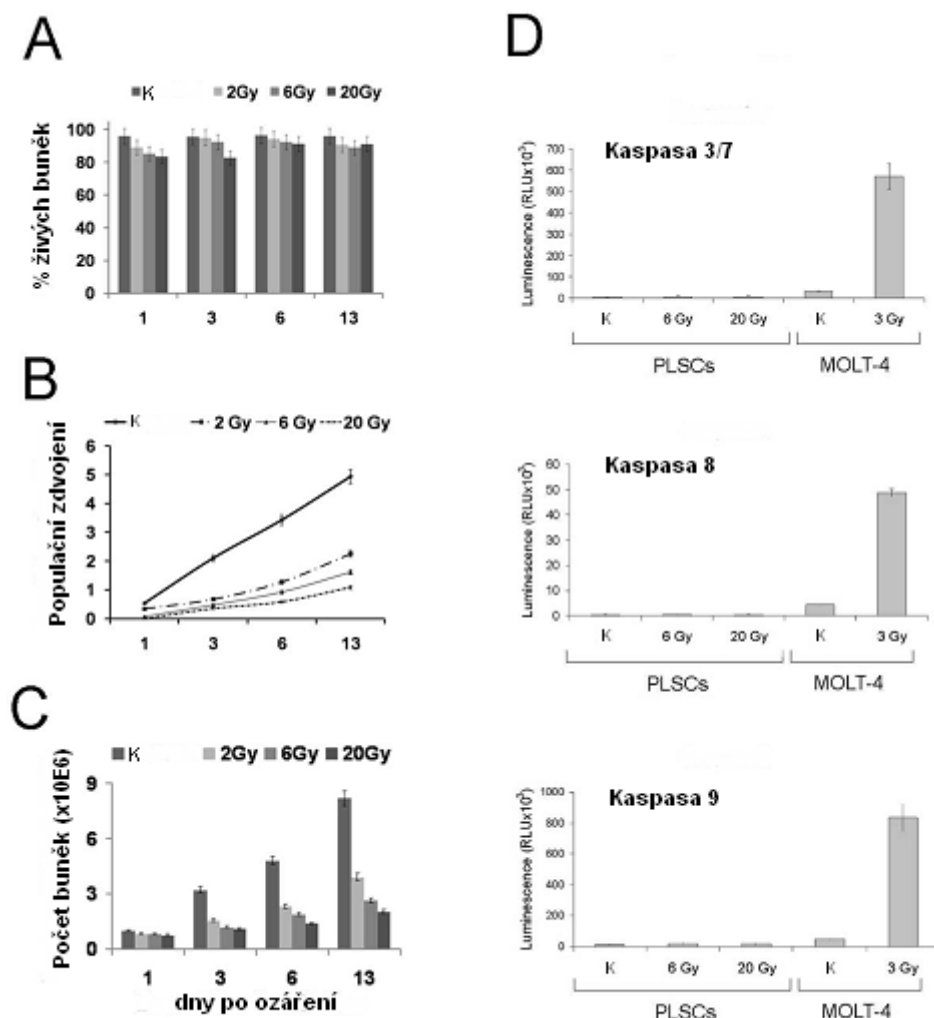 A
K 2Gy 6Gy 20Gy
% živých buněk
100
80
60
40
20
0
1 3 6 13
B
K 2 Gy 6 Gy 20 Gy
Populační zdvojení
6
5
4
3
2
1
0
1 3 6 13
C
K 2Gy 6Gy 20Gy
Počet buněk (x10E6)
9
6
3
0
1 3 6 13
dny po ozáření
D
Kaspasa 3/7
Luminescence (RLUx10³)
700
600
500
400
300
200
100
0
K 6 Gy 20 Gy K 3 Gy
PLSCs MOLT-4
Kaspasa 8
Luminescence (RLUx10³)
60
50
40
30
20
10
0
K 6 Gy 20 Gy K 3 Gy
PLSCs MOLT-4
Kaspasa 9
Luminescence (RLUx10³)
1000
800
600
400
200
0
K 6 Gy 20 Gy K 3 Gy
PLSCs MOLT-4